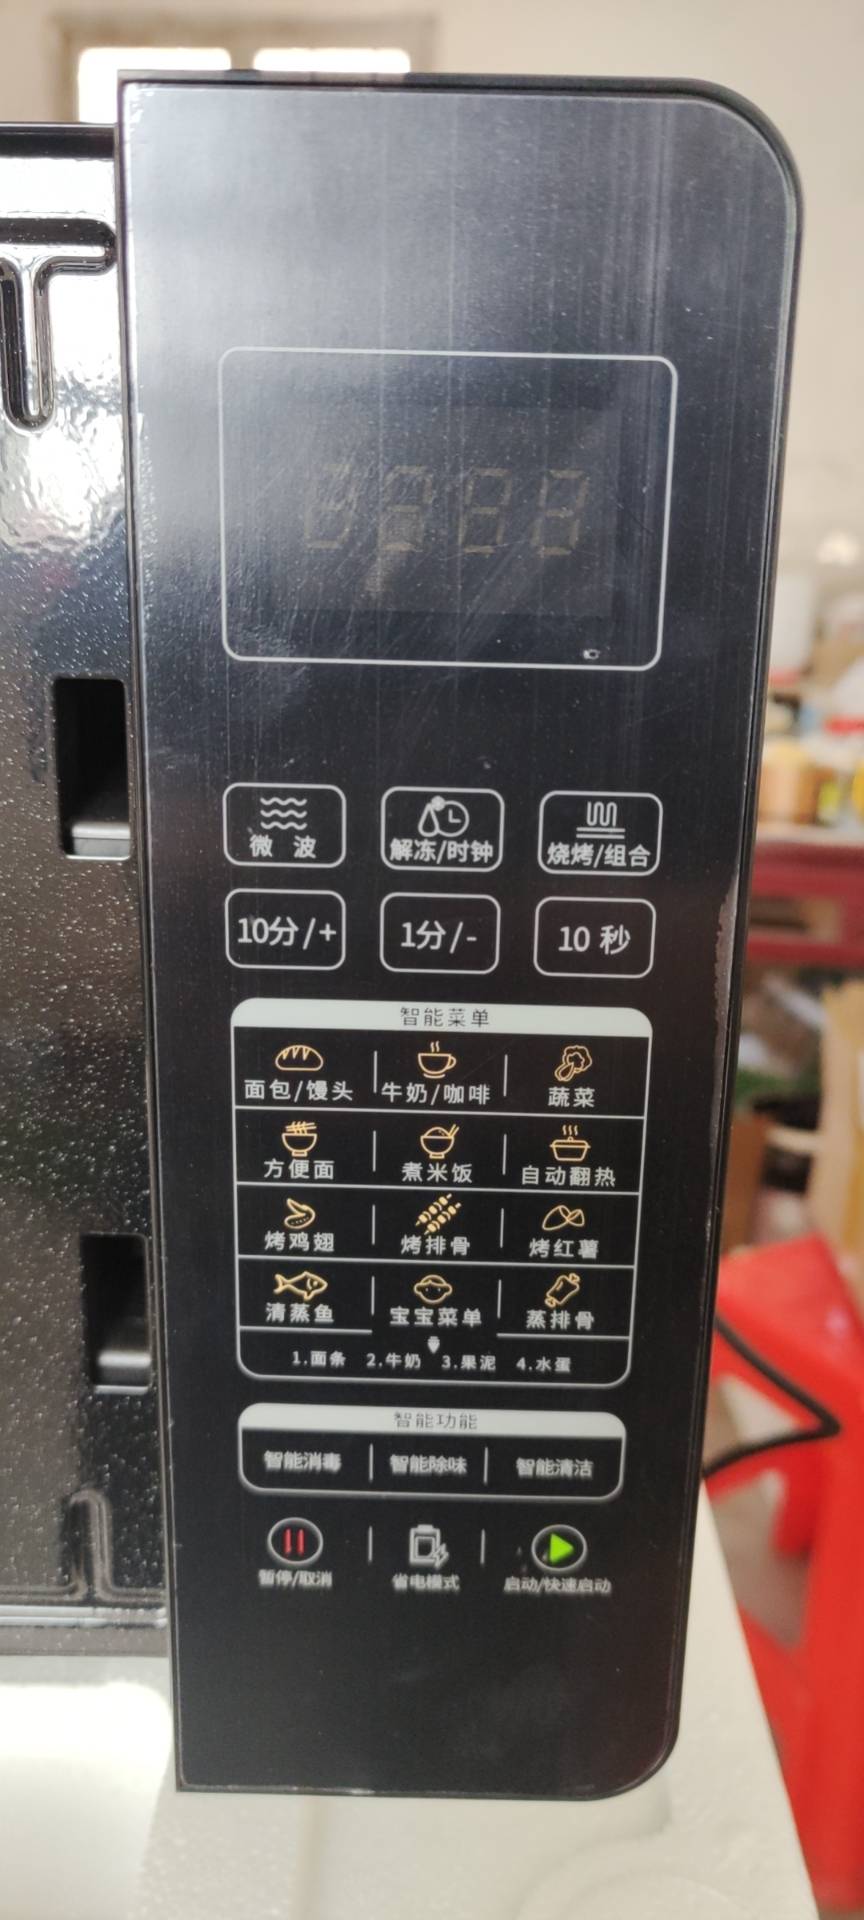 微 波
解冻/时钟
烧烤/组合
10分/+
1分/-
10 秒
智能菜单
面包/馒头
牛奶/咖啡
蔬菜
方便面
煮米饭
自动翻热
烤鸡翅
烤排骨
烤红薯
清蒸鱼
宝宝菜单
蒸排骨
1.面条 2.牛奶 3.果泥 4.水蛋
智能功能
智能消毒
智能除味
智能清洁
暂停/取消
省电模式
启动/快速启动